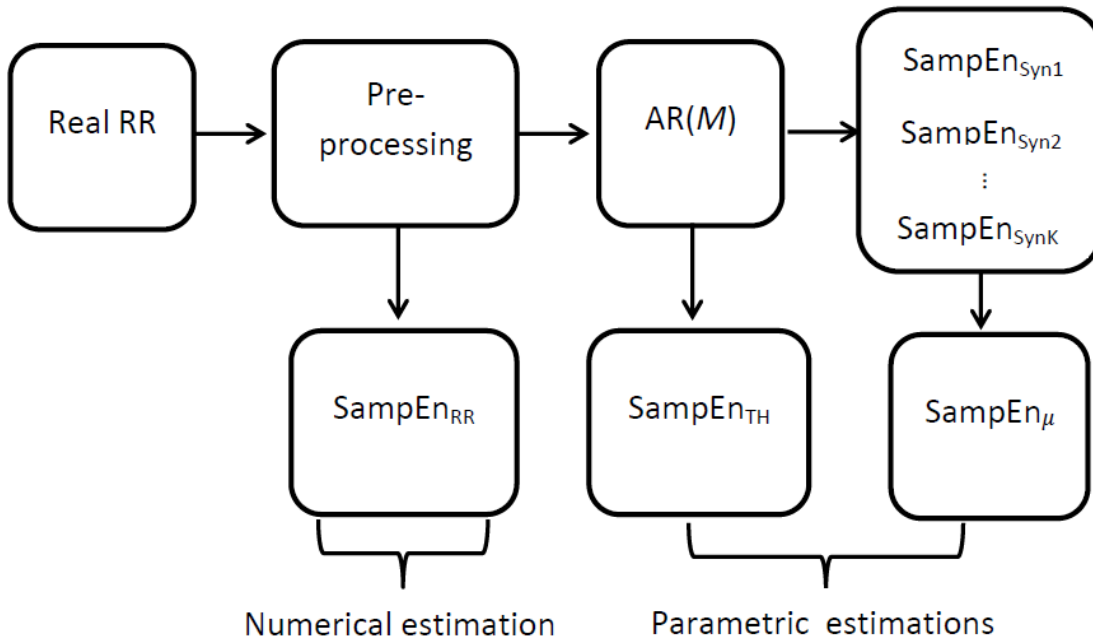 Real RR
Pre-
processing
AR(M)
SampEnSyn1
SampEnSyn2
⋮
SampEnSynK
SampEnRR
SampEnTH
SampEnμ
Numerical estimation
Parametric estimations